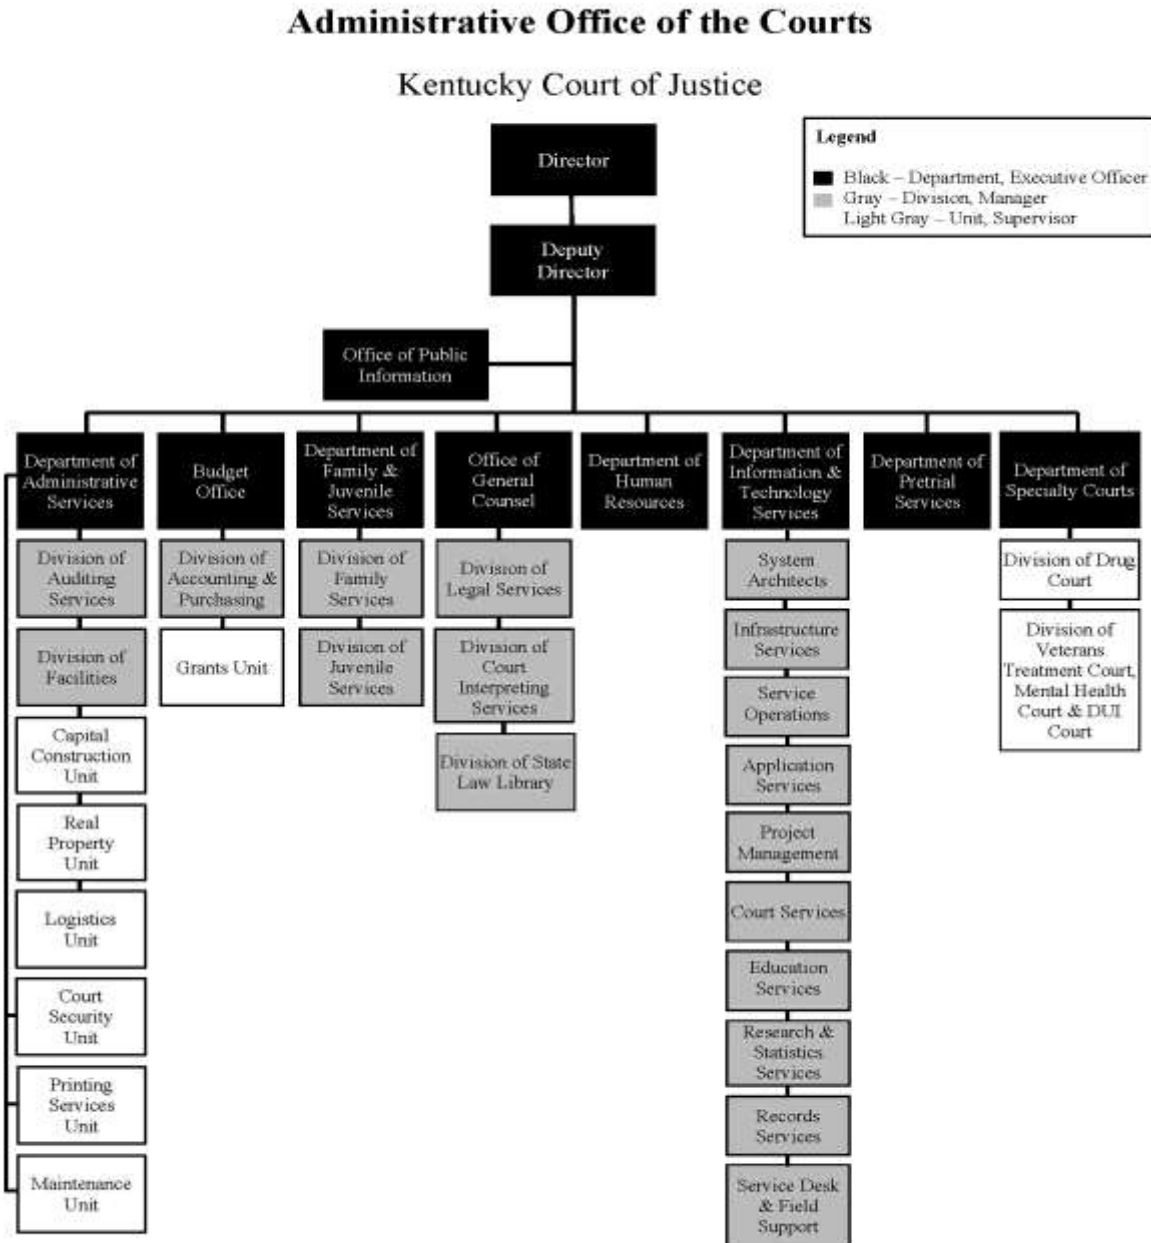 Administrative Office of the Courts
Kentucky Court of Justice
Director
Legend
Black – Department, Executive Officer
Gray – Division, Manager
Light Gray – Unit, Supervisor
Deputy
Director
Office of Public
Information
Department of
Administrative
Services
Budget
Office
Department of
Family &
Juvenile
Services
Office of
General
Counsel
Department of
Human
Resources
Department of
Information &
Technology
Services
Department of
Pretrial
Services
Department of
Specialty Courts
Division of
Auditing
Services
Division of
Facilities
Capital
Construction
Unit
Real
Property
Unit
Logistics
Unit
Court
Security
Unit
Printing
Services
Unit
Maintenance
Unit
Division of
Accounting &
Purchasing
Grants Unit
Division of
Family
Services
Division of
Juvenile
Services
Division of
Legal Services
Division of
Court
Interpreting
Services
Division of State
Law Library
System
Architects
Infrastructure
Services
Service
Operations
Application
Services
Project
Management
Court Services
Education
Services
Research &
Statistics
Services
Records
Services
Service Desk
& Field
Support
Division of Drug
Court
Division of
Veterans
Treatment Court,
Mental Health
Court & DUI
Court